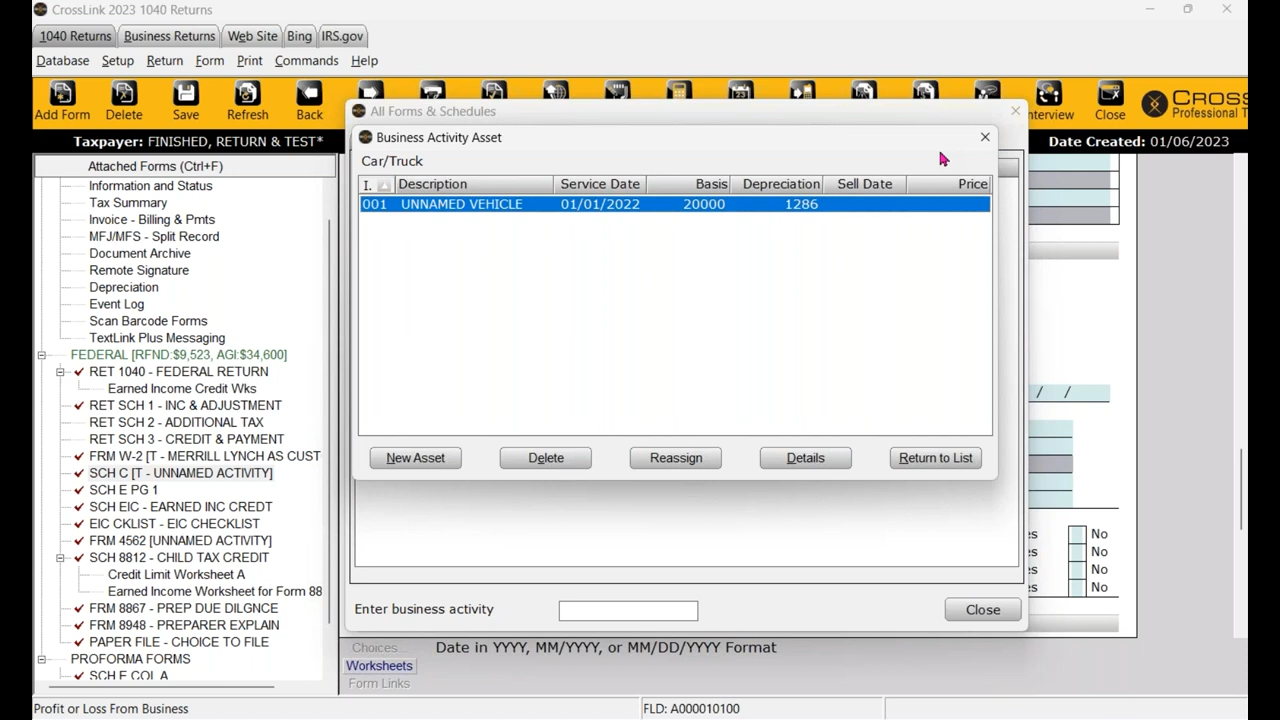 CrossLink 2023 1040 Returns
1040 Returns Business Returns Web Site Bing IRS.gov
Database Setup Return Form Print Commands Help
Add Form Delete Save Refresh Back Interview Close CROSS
Professional T
Taxpayer: FINISHED, RETURN & TEST* Date Created: 01/06/2023
All Forms & Schedules
Business Activity Asset
Car/Truck
I. Description Service Date Basis Depreciation Sell Date Price
001 UNNAMED VEHICLE 01/01/2022 20000 1286
New Asset Delete Reassign Details Return to List
Enter business activity Close
Attached Forms (Ctrl+F)
Information and Status
Tax Summary
Invoice - Billing & Pmts
MFJ/MFS - Split Record
Document Archive
Remote Signature
Depreciation
Event Log
Scan Barcode Forms
TextLink Plus Messaging
FEDERAL [RFND:$9,523, AGI:$34,600]
RET 1040 - FEDERAL RETURN
Earned Income Credit Wks
RET SCH 1 - INC & ADJUSTMENT
RET SCH 2 - ADDITIONAL TAX
RET SCH 3 - CREDIT & PAYMENT
FRM W-2 [T - MERRILL LYNCH AS CUST
SCH C [T - UNNAMED ACTIVITY]
SCH E PG 1
SCH EIC - EARNED INC CREDT
EIC CKLIST - EIC CHECKLIST
FRM 4562 [UNNAMED ACTIVITY]
SCH 8812 - CHILD TAX CREDIT
Credit Limit Worksheet A
Earned Income Worksheet for Form 88
FRM 8867 - PREP DUE DILGNCE
FRM 8948 - PREPARER EXPLAIN
PAPER FILE - CHOICE TO FILE
PROFORMA FORMS
SCH E COL A
/ /
es No
es No
es No
es No
Choices... Date in YYYY, MM/YYYY, or MM/DD/YYYY Format
Worksheets
Form Links
Profit or Loss From Business FLD: A000010100